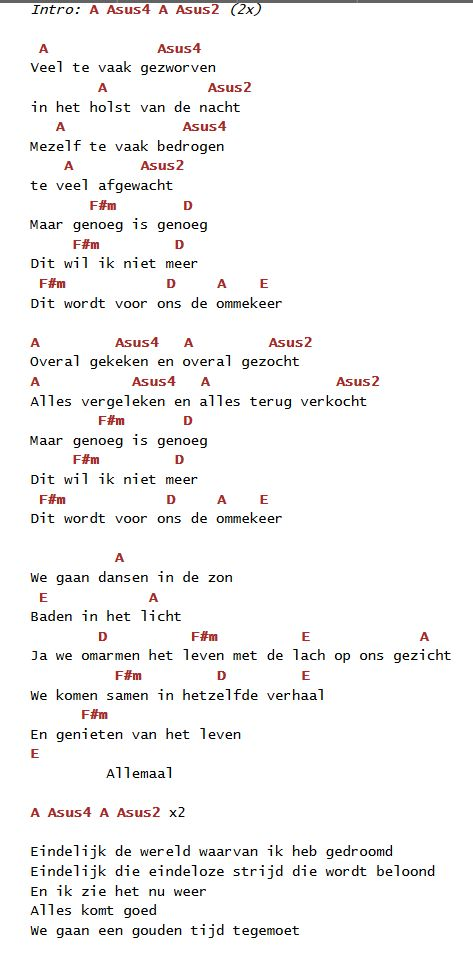 Intro: A Asus4 A Asus2 (2x)
A Asus4
Veel te vaak gezworven
A Asus2
in het holst van de nacht
A Asus4
Mezelf te vaak bedrogen
A Asus2
te veel afgewacht
F#m D
Maar genoeg is genoeg
F#m D
Dit wil ik niet meer
F#m D A E
Dit wordt voor ons de ommekeer
A Asus4 A Asus2
Overal gekeken en overal gezocht
A Asus4 A Asus2
Alles vergeleken en alles terug verkocht
F#m D
Maar genoeg is genoeg
F#m D
Dit wil ik niet meer
F#m D A E
Dit wordt voor ons de ommekeer
A
We gaan dansen in de zon
E A
Baden in het licht
D F#m E A
Ja we omarmen het leven met de lach op ons gezicht
F#m D E
We komen samen in hetzelfde verhaal
F#m
En genieten van het leven
E
Allemaal
A Asus4 A Asus2 x2
Eindelijk de wereld waarvan ik heb gedroomd
Eindelijk die eindeloze strijd die wordt beloond
En ik zie het nu weer
Alles komt goed
We gaan een gouden tijd tegemoet